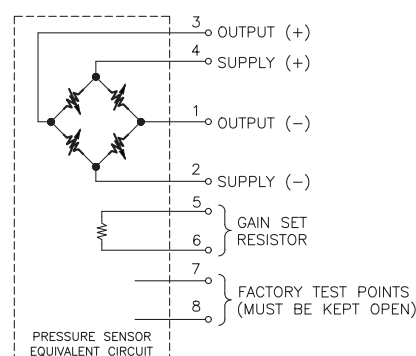 3 OUTPUT (+)
4 SUPPLY (+)
1 OUTPUT (−)
2 SUPPLY (−)
5
GAIN SET
RESISTOR
6
7
FACTORY TEST POINTS
(MUST BE KEPT OPEN)
8
PRESSURE SENSOR
EQUIVALENT CIRCUIT